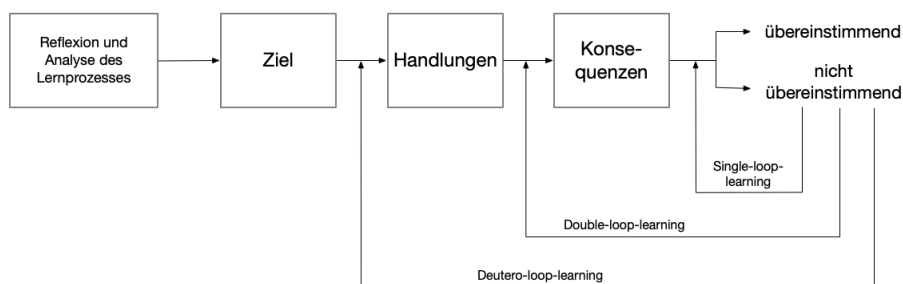 Reflexion und
Analyse des
Lernprozesses
Ziel
Handlungen
Konse-
quenzen
übereinstimmend
nicht
übereinstimmend
Single-loop-
learning
Double-loop-learning
Deutero-loop-learning